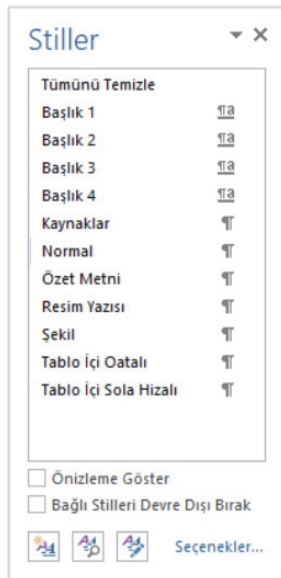 Stiller
Tümünü Temizle
Başlık 1 ¶a
Başlık 2 ¶a
Başlık 3 ¶a
Başlık 4 ¶a
Kaynaklar ¶
Normal ¶
Özet Metni ¶
Resim Yazısı ¶
Şekil ¶
Tablo İçi Oatalı ¶
Tablo İçi Sola Hizalı ¶
Önizleme Göster
Bağlı Stilleri Devre Dışı Bırak
Seçenekler...